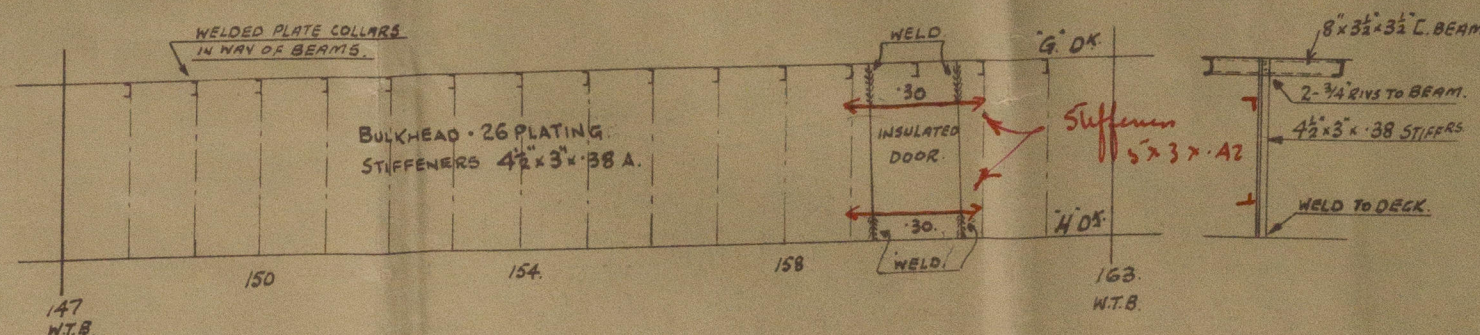 WELDED PLATE COLLARS
IN WAY OF BEAMS.
WELD
"G" DK.
8" x 3½" x 3½" C. BEAM
·30
2-¾" RIVS TO BEAM.
BULKHEAD ·26 PLATING.
STIFFENERS 4½" x 3" x ·38 A.
INSULATED
DOOR.
Stiffeners
5 x 3 x ·42
4½" x 3" x ·38 STIFFRS
·30.
"H" DK.
WELD TO DECK.
WELD.
147
W.T.B.
150
154.
158
163.
W.T.B.